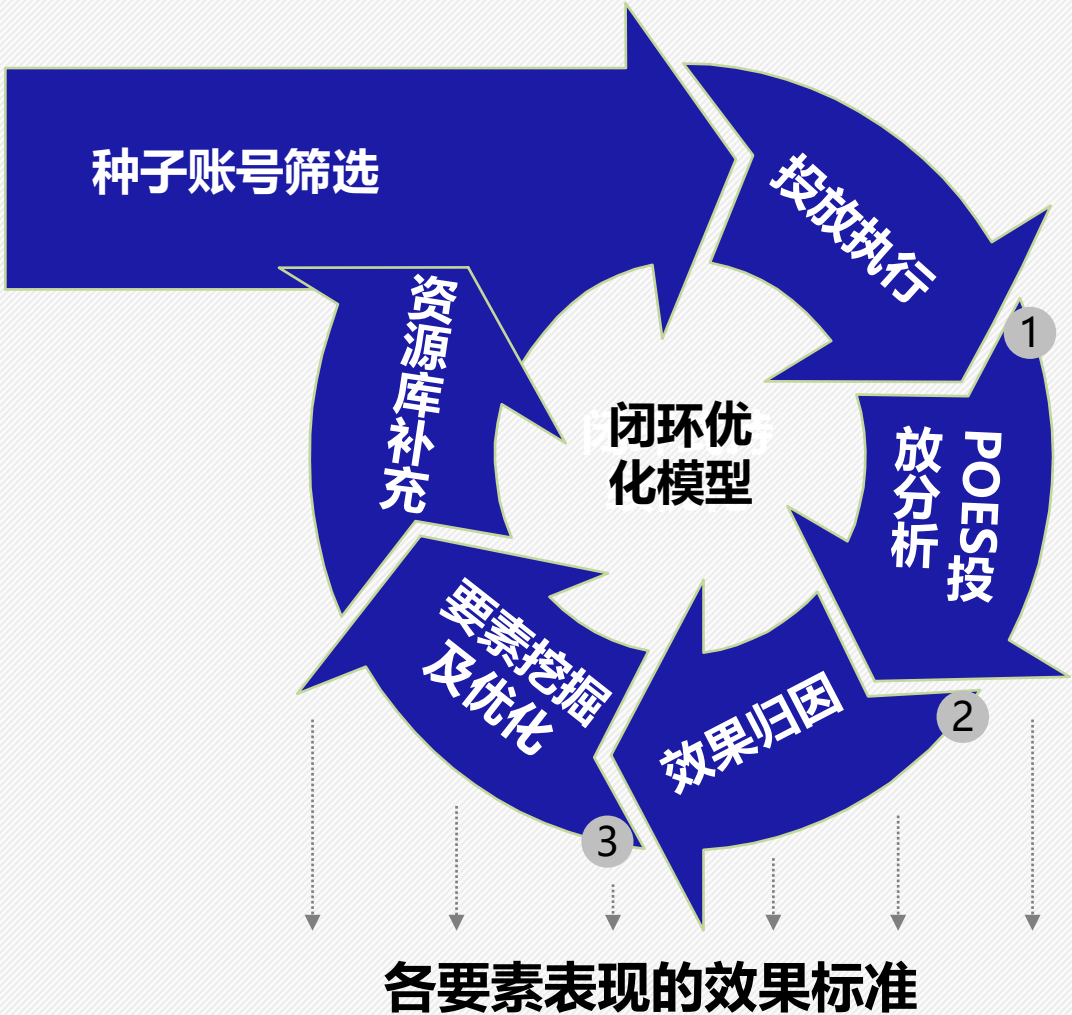 种子账号筛选
投放执行
1
POES投
放分析
2
效果归因
3
要素挖掘
及优化
资源库补充
闭环优
化模型
各要素表现的效果标准